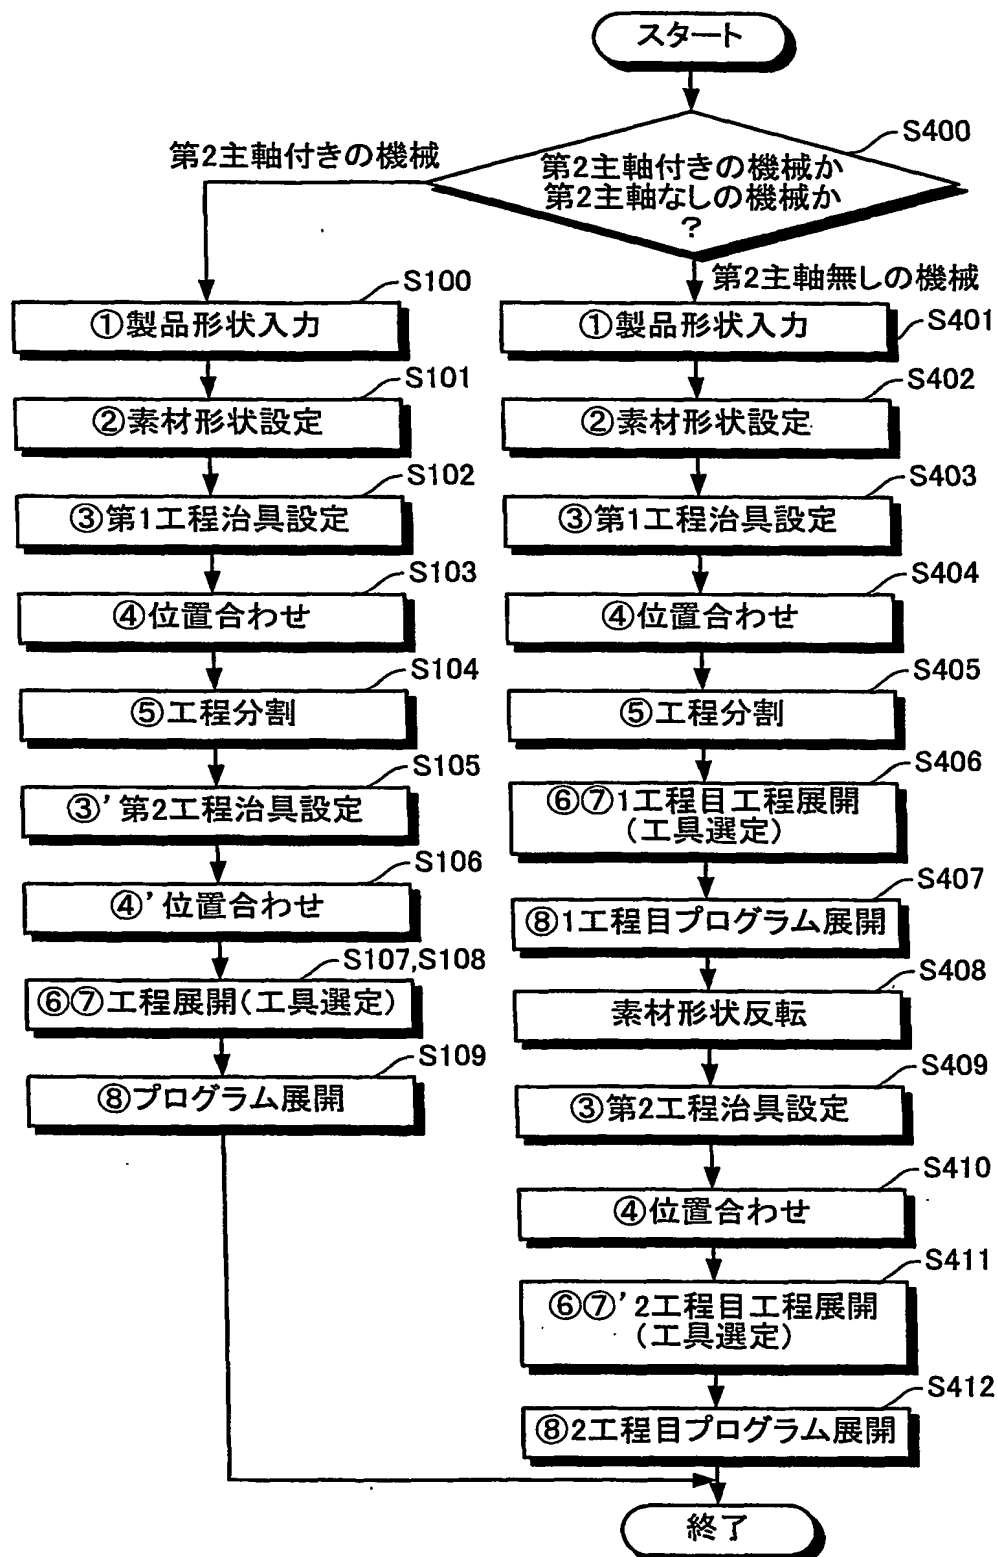 スタート
S400
第2主軸付きの機械か
第2主軸なしの機械か
?
第2主軸付きの機械
第2主軸無しの機械
S100
①製品形状入力
S101
②素材形状設定
S102
③第1工程治具設定
S103
④位置合わせ
S104
⑤工程分割
S105
③'第2工程治具設定
S106
④'位置合わせ
S107,S108
⑥⑦工程展開(工具選定)
S109
⑧プログラム展開
S401
①製品形状入力
S402
②素材形状設定
S403
③第1工程治具設定
S404
④位置合わせ
S405
⑤工程分割
S406
⑥⑦1工程目工程展開
(工具選定)
S407
⑧1工程目プログラム展開
S408
素材形状反転
S409
③第2工程治具設定
S410
④位置合わせ
S411
⑥⑦'2工程目工程展開
(工具選定)
S412
⑧2工程目プログラム展開
終了